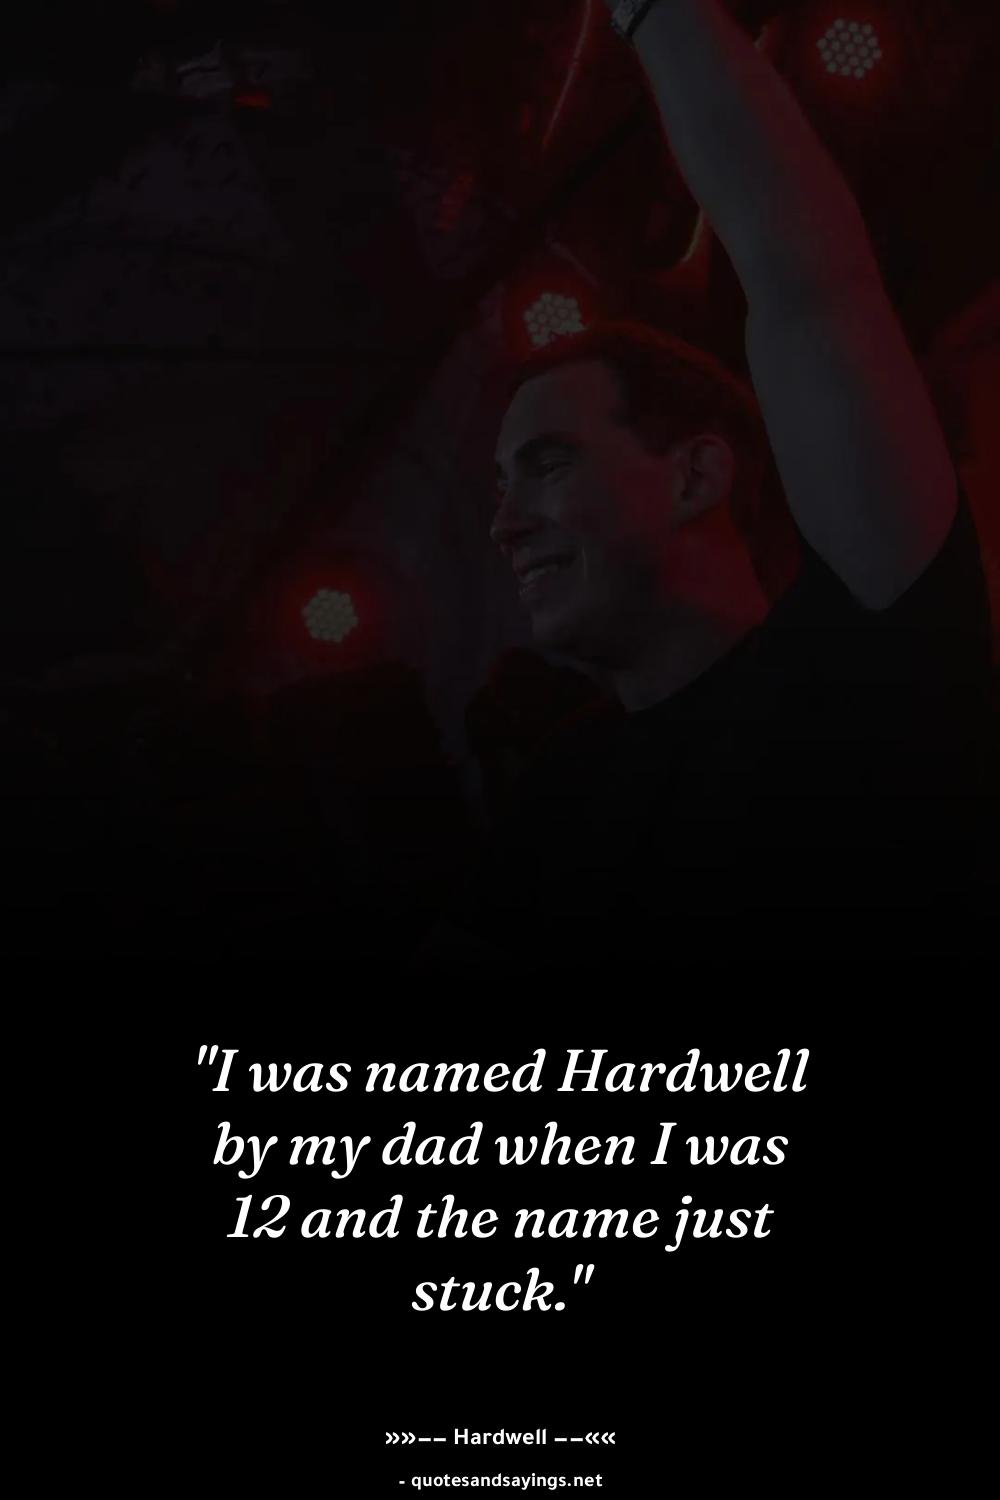 "I was named Hardwell
by my dad when I was
12 and the name just
stuck."
»»−− Hardwell −−««
- quotesandsayings.net